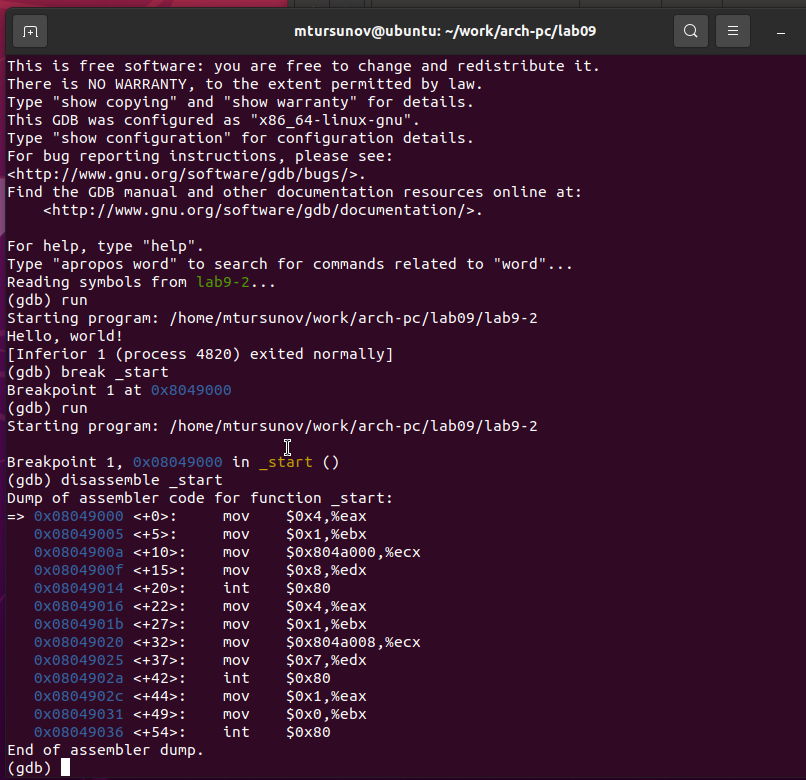 mtursunov@ubuntu: ~/work/arch-pc/lab09
This is free software: you are free to change and redistribute it.
There is NO WARRANTY, to the extent permitted by law.
Type "show copying" and "show warranty" for details.
This GDB was configured as "x86_64-linux-gnu".
Type "show configuration" for configuration details.
For bug reporting instructions, please see:
<http://www.gnu.org/software/gdb/bugs/>.
Find the GDB manual and other documentation resources online at:
    <http://www.gnu.org/software/gdb/documentation/>.

For help, type "help".
Type "apropos word" to search for commands related to "word"...
Reading symbols from lab9-2...
(gdb) run
Starting program: /home/mtursunov/work/arch-pc/lab09/lab9-2
Hello, world!
[Inferior 1 (process 4820) exited normally]
(gdb) break _start
Breakpoint 1 at 0x8049000
(gdb) run
Starting program: /home/mtursunov/work/arch-pc/lab09/lab9-2

Breakpoint 1, 0x08049000 in _start ()
(gdb) disassemble _start
Dump of assembler code for function _start:
=> 0x08049000 <+0>:     mov    $0x4,%eax
   0x08049005 <+5>:     mov    $0x1,%ebx
   0x0804900a <+10>:    mov    $0x804a000,%ecx
   0x0804900f <+15>:    mov    $0x8,%edx
   0x08049014 <+20>:    int    $0x80
   0x08049016 <+22>:    mov    $0x4,%eax
   0x0804901b <+27>:    mov    $0x1,%ebx
   0x08049020 <+32>:    mov    $0x804a008,%ecx
   0x08049025 <+37>:    mov    $0x7,%edx
   0x0804902a <+42>:    int    $0x80
   0x0804902c <+44>:    mov    $0x1,%eax
   0x08049031 <+49>:    mov    $0x0,%ebx
   0x08049036 <+54>:    int    $0x80
End of assembler dump.
(gdb)